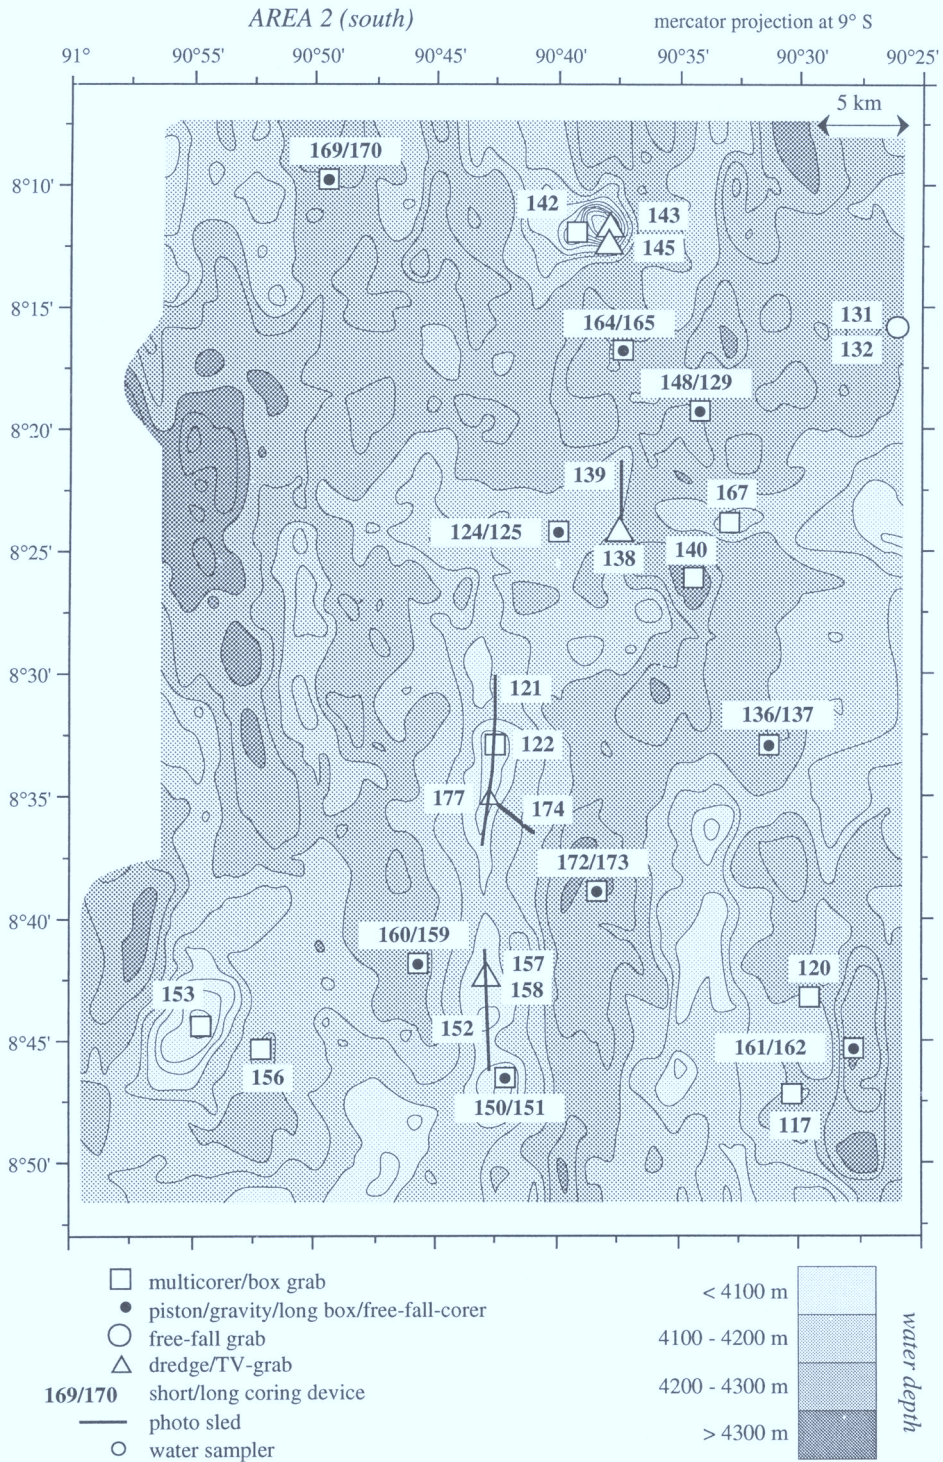 AREA 2 (south)
mercator projection at 9° S
91° 90°55' 90°50' 90°45' 90°40' 90°35' 90°30' 90°25'
5 km
169/170
8°10'
142
143
145
8°15'
131
164/165
132
148/129
8°20'
139
167
124/125
8°25'
138
140
8°30'
121
136/137
122
8°35'
177
174
172/173
8°40'
160/159
157
120
158
153
152
8°45'
161/162
156
150/151
117
8°50'
multicorer/box grab
piston/gravity/long box/free-fall-corer
free-fall grab
dredge/TV-grab
169/170 short/long coring device
photo sled
water sampler
< 4100 m
4100 - 4200 m
4200 - 4300 m
> 4300 m
water depth